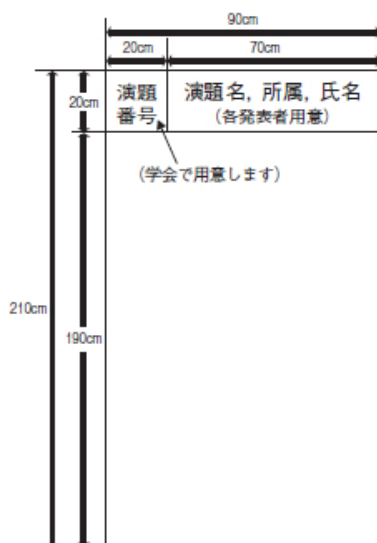 90cm
20cm
70cm
20cm
演題
番号
演題名, 所属, 氏名
(各発表者用意)
(学会で用意します)
210cm
190cm